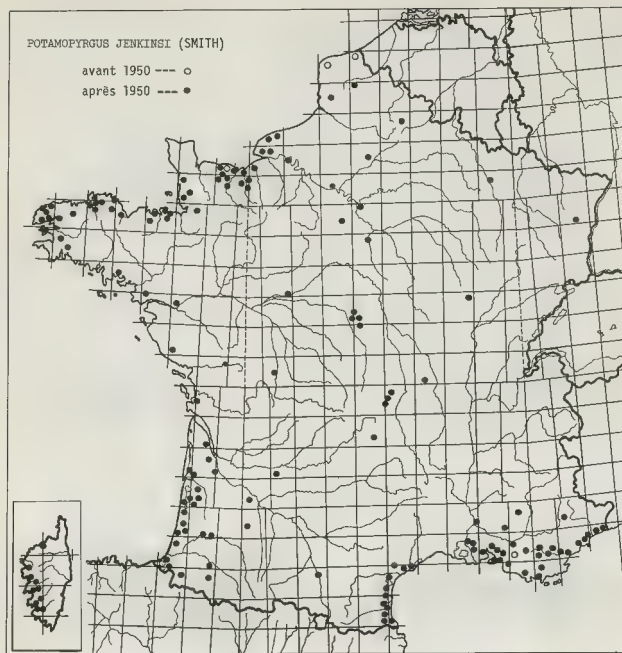 POTAMOPYRGUS JENKINSI (SMITH)
avant 1950 --- o
après 1950 --- ●